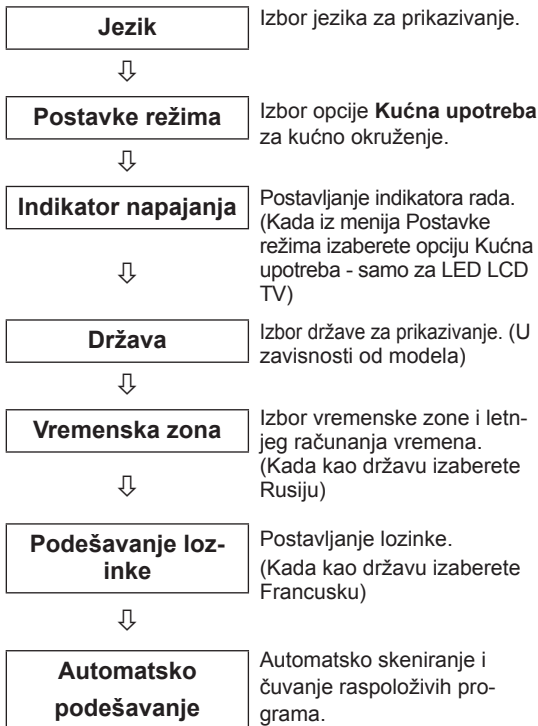 Jezik
Izbor jezika za prikazivanje.
Postavke režima
Izbor opcije Kućna upotreba
za kućno okruženje.
Indikator napajanja
Postavljanje indikatora rada.
(Kada iz menija Postavke
režima izaberete opciju Kućna
upotreba - samo za LED LCD
TV)
Država
Izbor države za prikazivanje. (U
zavisnosti od modela)
Vremenska zona
Izbor vremenske zone i letn-
jeg računanja vremena.
(Kada kao državu izaberete
Rusiju)
Podešavanje loz-
inke
Postavljanje lozinke.
(Kada kao državu izaberete
Francusku)
Automatsko
podešavanje
Automatsko skeniranje i
čuvanje raspoloživih pro-
grama.